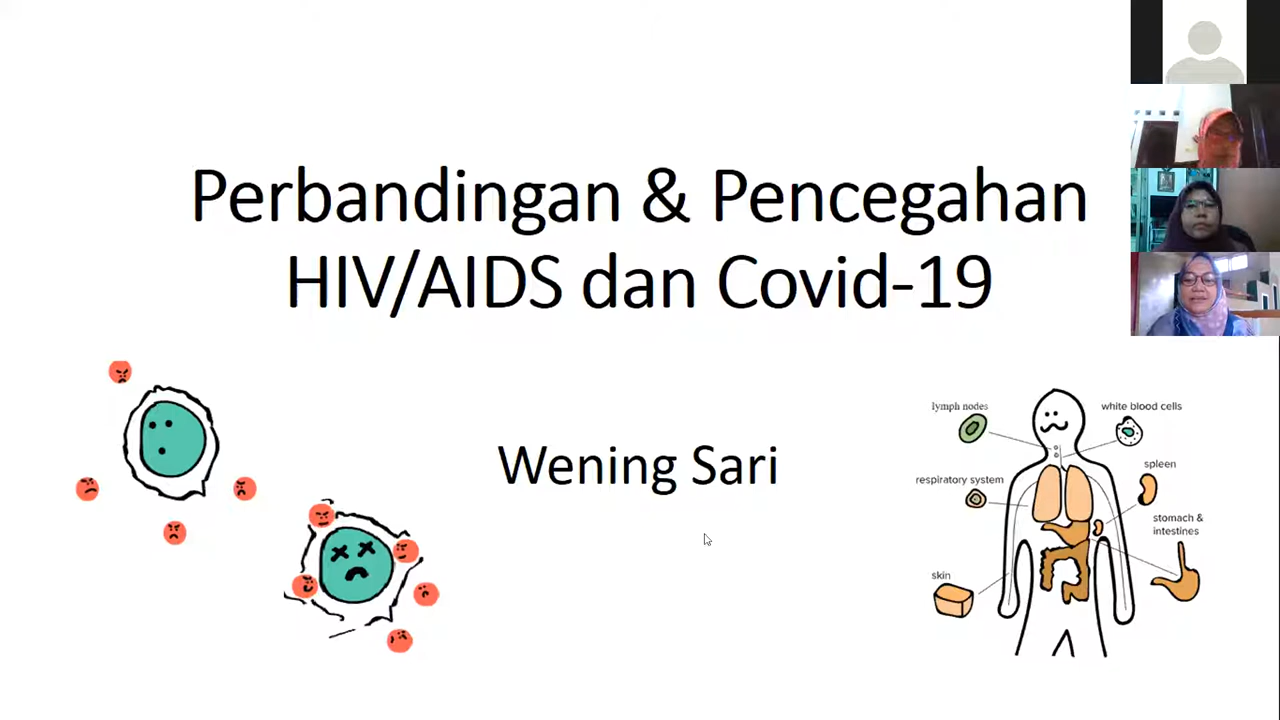 Perbandingan & Pencegahan
HIV/AIDS dan Covid-19
Wening Sari
lymph nodes
white blood cells
respiratory system
spleen
stomach &
intestines
skin